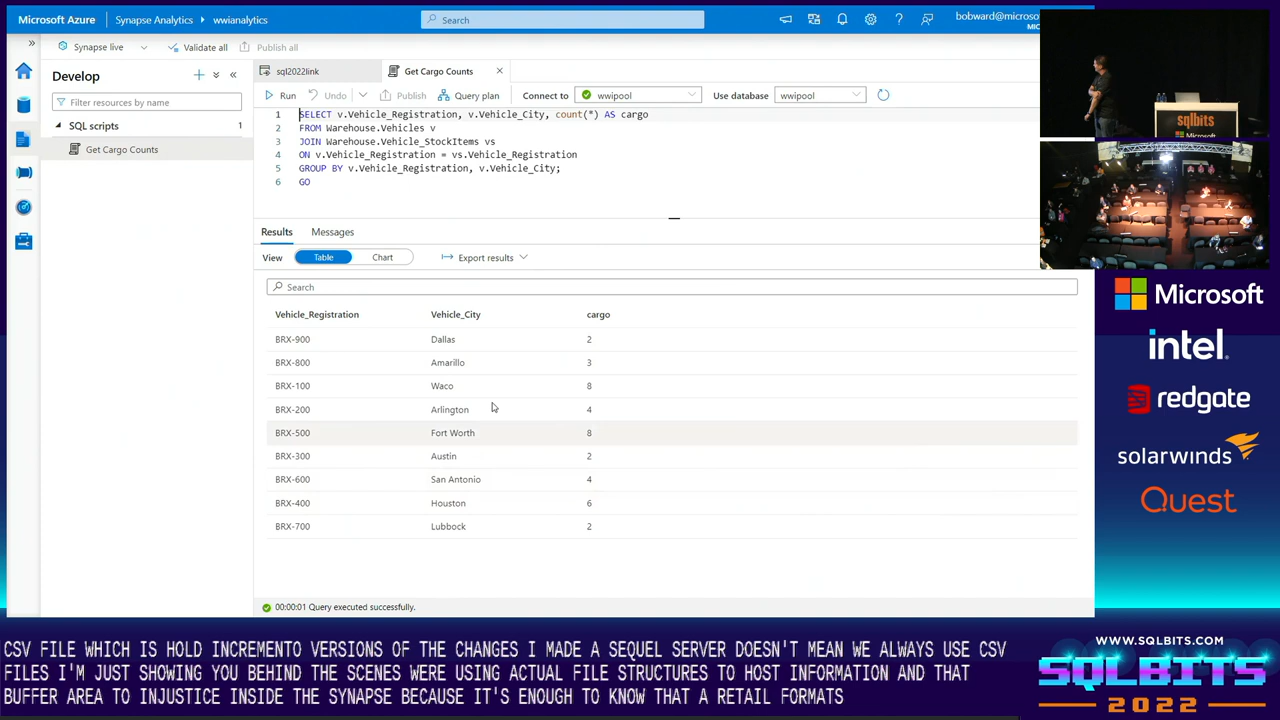 Microsoft Azure
Synapse Analytics
wwianalytics
Search
bobward@microso
MIC
Synapse live
Validate all
Publish all
Develop
Filter resources by name
SQL scripts
1
Get Cargo Counts
sql2022link
Get Cargo Counts
Run
Undo
Publish
Query plan
Connect to
wwipool
Use database
wwipool
1 SELECT v.Vehicle_Registration, v.Vehicle_City, count(*) AS cargo
2 FROM Warehouse.Vehicles v
3 JOIN Warehouse.Vehicle_StockItems vs
4 ON v.Vehicle_Registration = vs.Vehicle_Registration
5 GROUP BY v.Vehicle_Registration, v.Vehicle_City;
6 GO
Results
Messages
View
Table
Chart
Export results
Search
Vehicle_Registration Vehicle_City cargo
BRX-900 Dallas 2
BRX-800 Amarillo 3
BRX-100 Waco 8
BRX-200 Arlington 4
BRX-500 Fort Worth 8
BRX-300 Austin 2
BRX-600 San Antonio 4
BRX-400 Houston 6
BRX-700 Lubbock 2
00:00:01 Query executed successfully.
sqlbits
Microsoft
Microsoft
intel.
redgate
solarwinds
Quest
CSV FILE WHICH IS HOLD INCREMENTO VERSIONS OF THE CHANGES I MADE A SEQUEL SERVER DOESN'T MEAN WE ALWAYS USE CSV
FILES I'M JUST SHOWING YOU BEHIND THE SCENES WERE USING ACTUAL FILE STRUCTURES TO HOST INFORMATION AND THAT
BUFFER AREA TO INJUSTICE INSIDE THE SYNAPSE BECAUSE IT'S ENOUGH TO KNOW THAT A RETAIL FORMATS
WWW.SQLBITS.COM
SQLBITS
2022